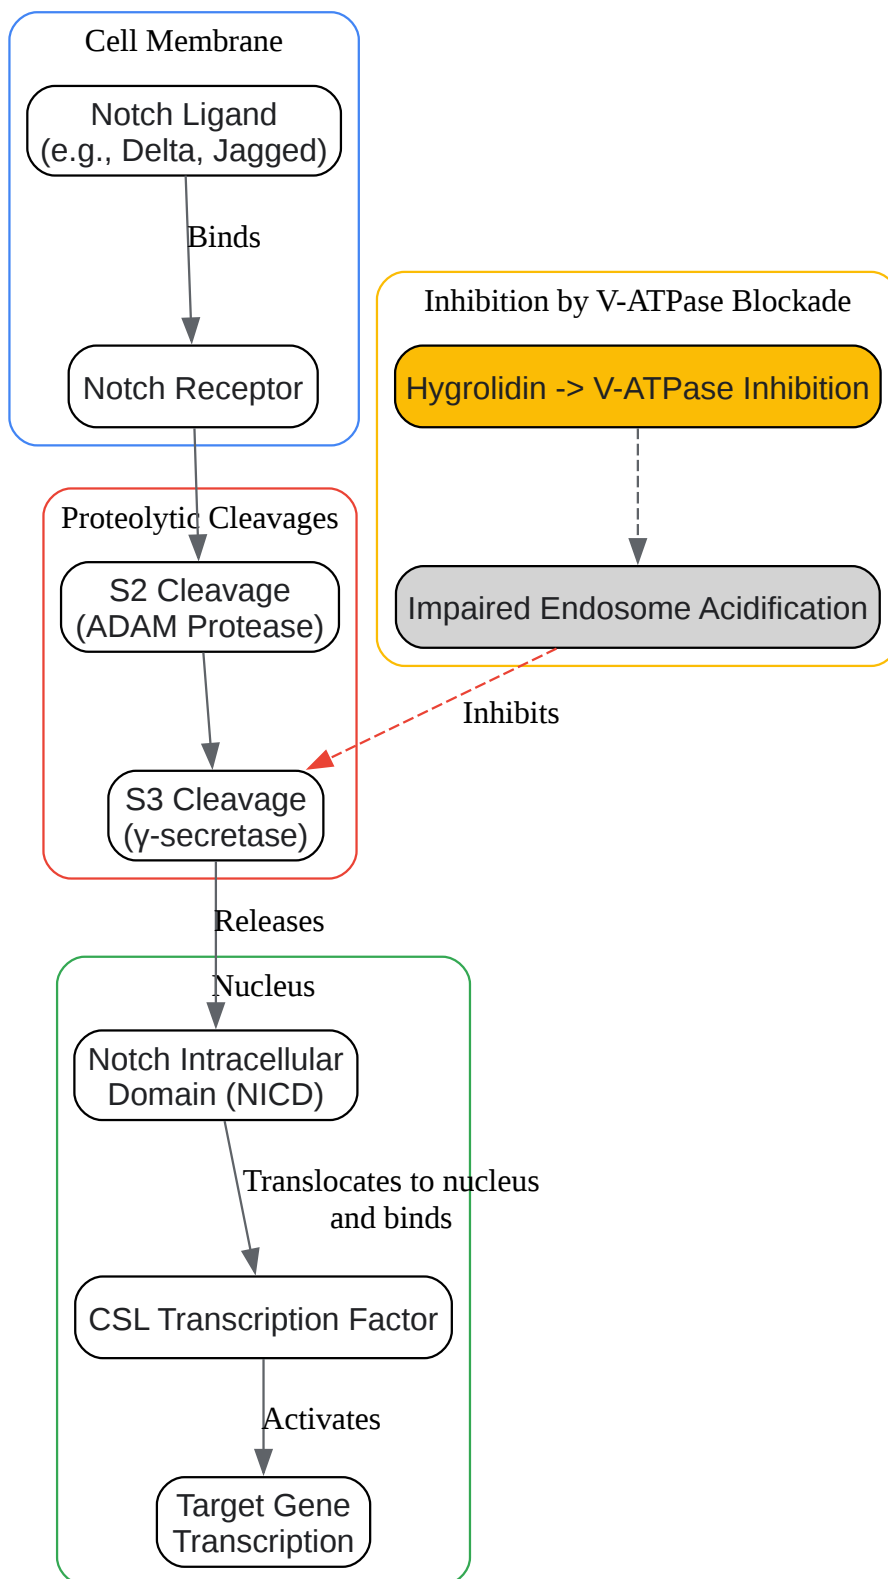 Cell Membrane
Notch Ligand
(e.g., Delta, Jagged)
Binds
Notch Receptor
Inhibition by V-ATPase Blockade
Hygrolidin -> V-ATPase Inhibition
Impaired Endosome Acidification
Inhibits
Proteolytic Cleavages
S2 Cleavage
(ADAM Protease)
S3 Cleavage
(γ-secretase)
Releases
Nucleus
Notch Intracellular
Domain (NICD)
Translocates to nucleus
and binds
CSL Transcription Factor
Activates
Target Gene
Transcription